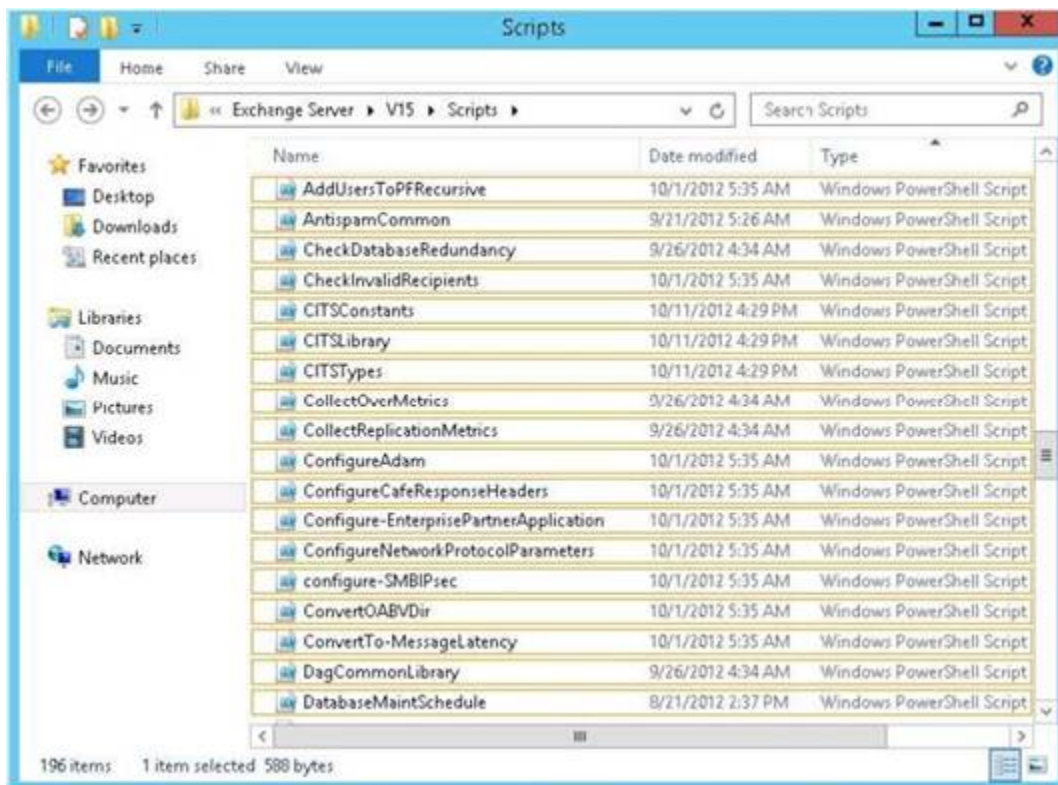 Scripts
File Home Share View
« Exchange Server ▸ V15 ▸ Scripts ▸ Search Scripts
Name Date modified Type
Favorites
Desktop
Downloads
Recent places
Libraries
Documents
Music
Pictures
Videos
Computer
Network
AddUsersToPFRecursive 10/1/2012 5:35 AM Windows PowerShell Script
AntispamCommon 9/21/2012 5:26 AM Windows PowerShell Script
CheckDatabaseRedundancy 9/26/2012 4:34 AM Windows PowerShell Script
CheckInvalidRecipients 10/1/2012 5:35 AM Windows PowerShell Script
CITSConstants 10/11/2012 4:29 PM Windows PowerShell Script
CITSLibrary 10/11/2012 4:29 PM Windows PowerShell Script
CITSTypes 10/11/2012 4:29 PM Windows PowerShell Script
CollectOverMetrics 9/26/2012 4:34 AM Windows PowerShell Script
CollectReplicationMetrics 9/26/2012 4:34 AM Windows PowerShell Script
ConfigureAdam 10/1/2012 5:35 AM Windows PowerShell Script
ConfigureCafeResponseHeaders 10/1/2012 5:35 AM Windows PowerShell Script
Configure-EnterprisePartnerApplication 10/1/2012 5:35 AM Windows PowerShell Script
ConfigureNetworkProtocolParameters 10/1/2012 5:35 AM Windows PowerShell Script
configure-SMBIPsec 10/1/2012 5:35 AM Windows PowerShell Script
ConvertOABVDir 10/1/2012 5:35 AM Windows PowerShell Script
ConvertTo-MessageLatency 10/1/2012 5:35 AM Windows PowerShell Script
DagCommonLibrary 9/26/2012 4:34 AM Windows PowerShell Script
DatabaseMaintSchedule 8/21/2012 2:37 PM Windows PowerShell Script
196 items 1 item selected 588 bytes